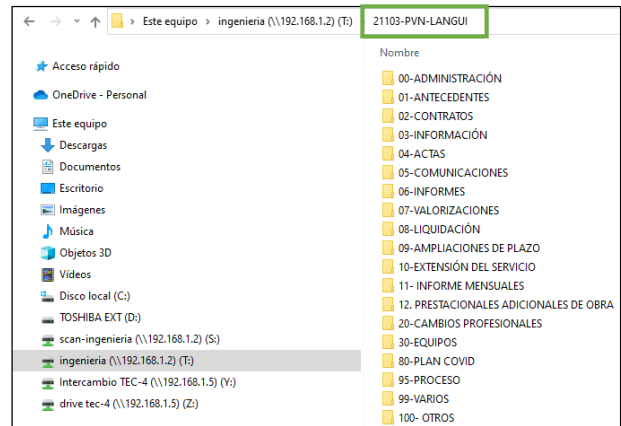 Este equipo > ingenieria (\\192.168.1.2) (T:) 21103-PVN-LANGUI
Acceso rápido
OneDrive - Personal
Este equipo
Descargas
Documentos
Escritorio
Imágenes
Música
Objetos 3D
Vídeos
Disco local (C:)
TOSHIBA EXT (D:)
scan-ingenieria (\\192.168.1.2) (S:)
ingenieria (\\192.168.1.2) (T:)
Intercambio TEC-4 (\\192.168.1.5) (Y:)
drive tec-4 (\\192.168.1.5) (Z:)
Nombre
00-ADMINISTRACIÓN
01-ANTECEDENTES
02-CONTRATOS
03-INFORMACIÓN
04-ACTAS
05-COMUNICACIONES
06-INFORMES
07-VALORIZACIONES
08-LIQUIDACIÓN
09-AMPLIACIONES DE PLAZO
10-EXTENSIÓN DEL SERVICIO
11- INFORME MENSUALES
12. PRESTACIONALES ADICIONALES DE OBRA
20-CAMBIOS PROFESIONALES
30-EQUIPOS
80-PLAN COVID
95-PROCESO
99-VARIOS
100- OTROS